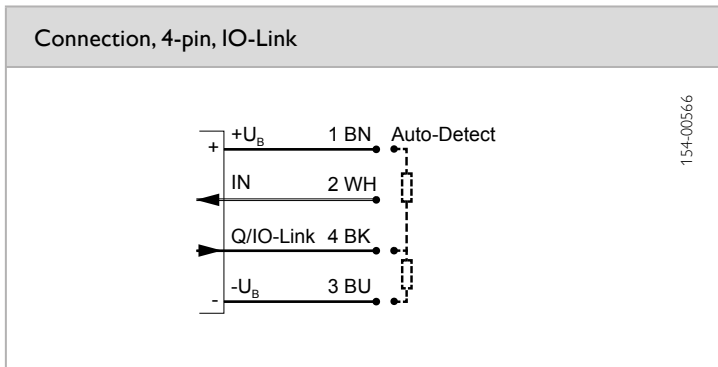 Connection, 4-pin, IO-Link
154-00566
+ +U_B 1 BN Auto-Detect
IN 2 WH
Q/IO-Link 4 BK
- -U_B 3 BU